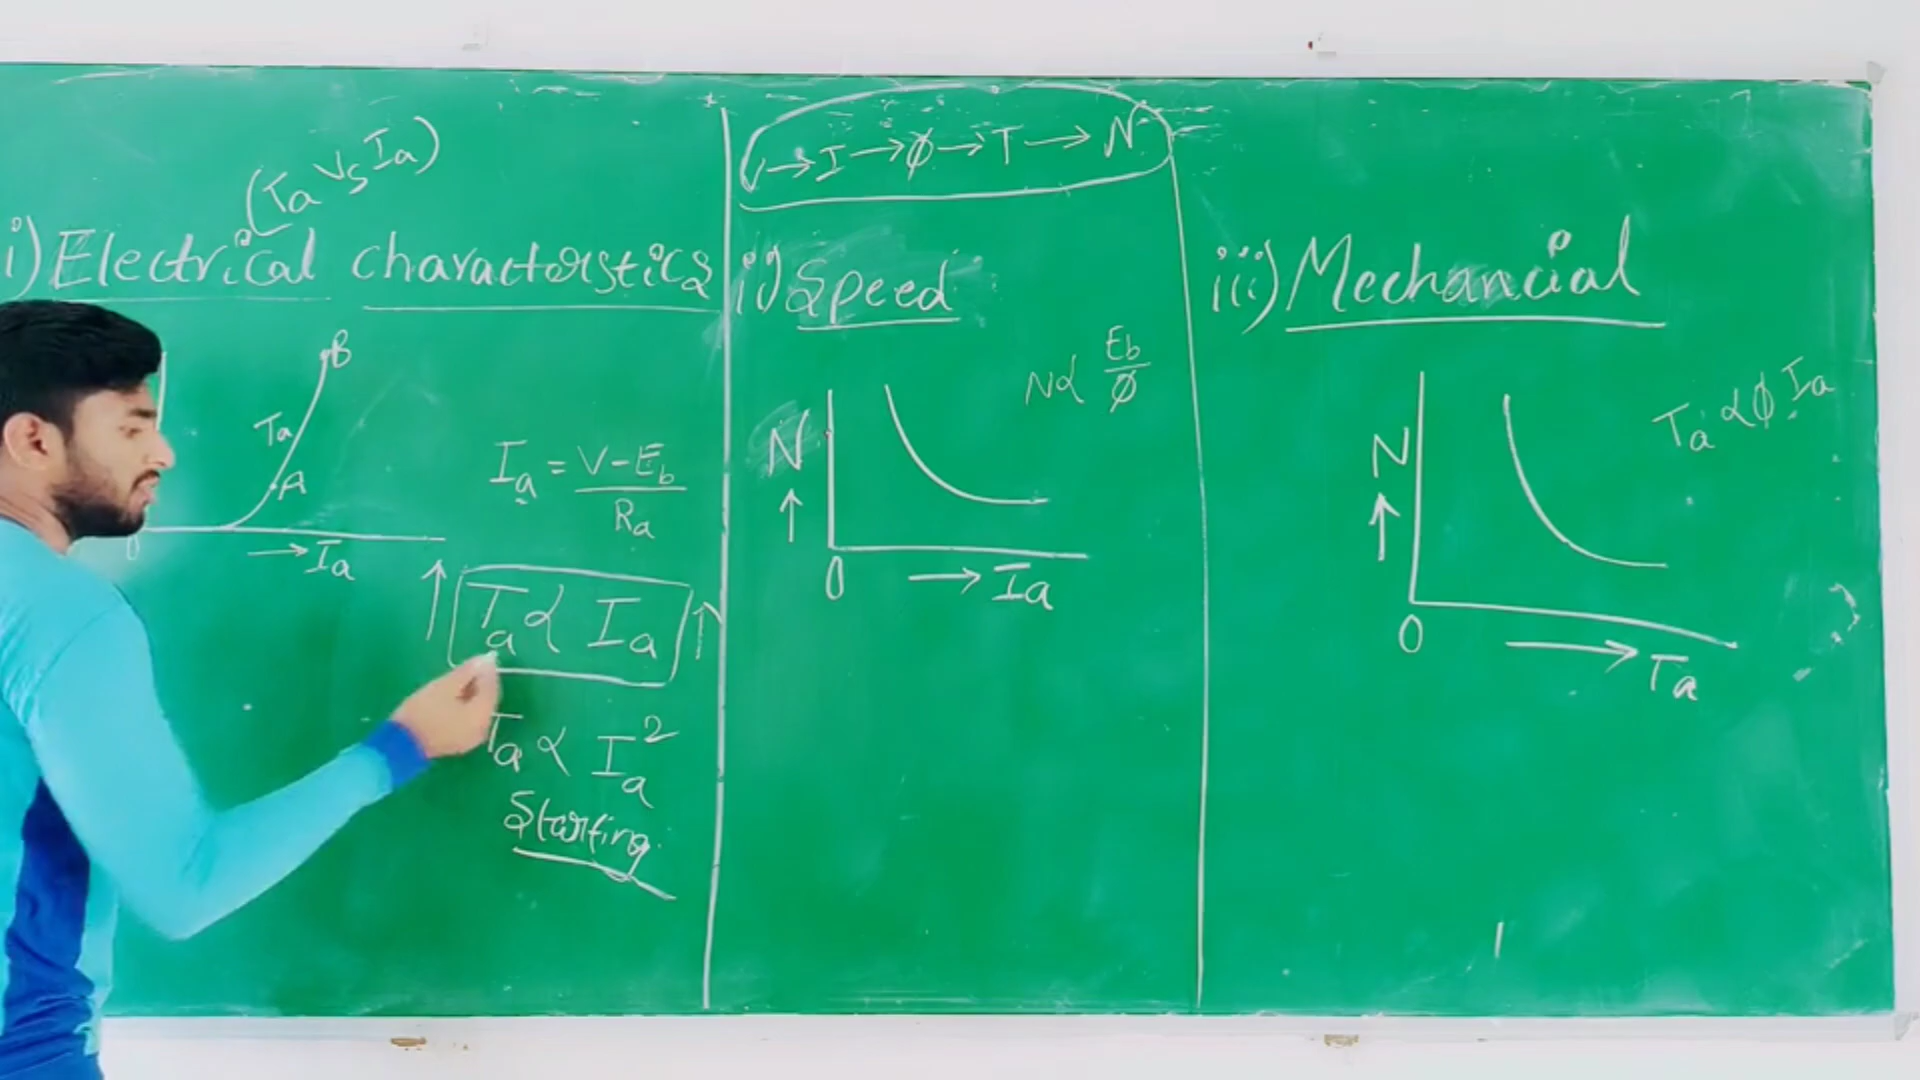 (Ta Vs Ia)
i) Electrical charactorstics
B
Ta
A
0
→ Ia
Ia = V - Eb / Ra
↑ Ta ∝ Ia ↑
Ta ∝ Ia²
Starting
V → I → ϕ → T → N
ii) Speed
N ∝ Eb / ϕ
N
↑
0
→ Ia
iii) Mechancial
Ta ∝ ϕ Ia
N
↑
0
→ Ta